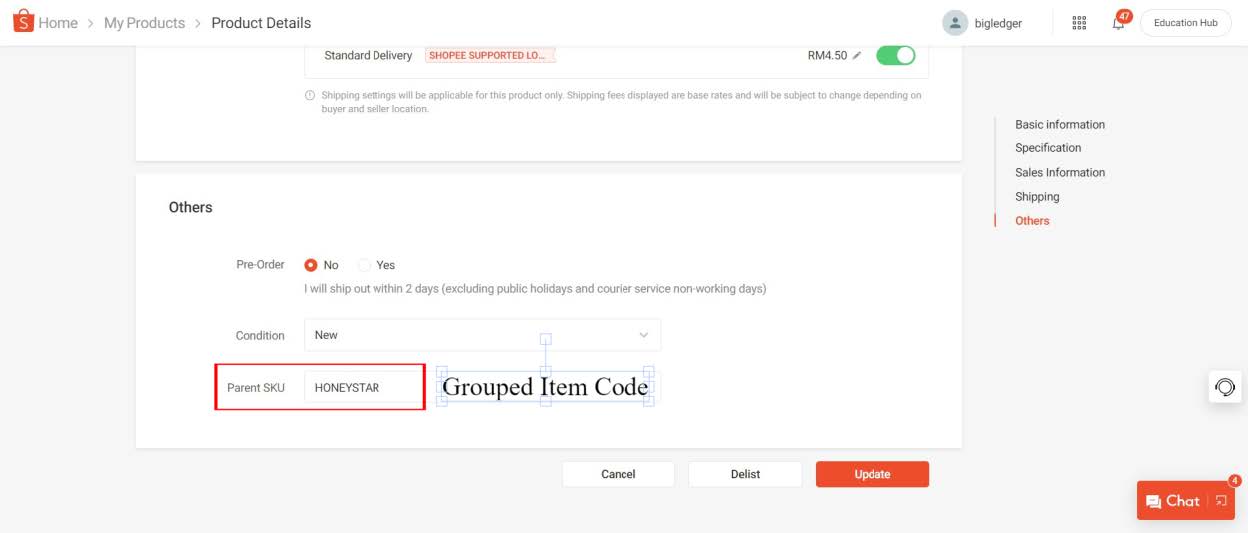 Home > My Products > Product Details
bigledger
47
Education Hub
Standard Delivery SHOPEE SUPPORTED LO... RM4.50
Shipping settings will be applicable for this product only. Shipping fees displayed are base rates and will be subject to change depending on
buyer and seller location.
Basic information
Specification
Sales Information
Shipping
Others
Others
Pre-Order No Yes
I will ship out within 2 days (excluding public holidays and courier service non-working days)
Condition New
Parent SKU HONEYSTAR Grouped Item Code
Cancel Delist Update
Chat 4